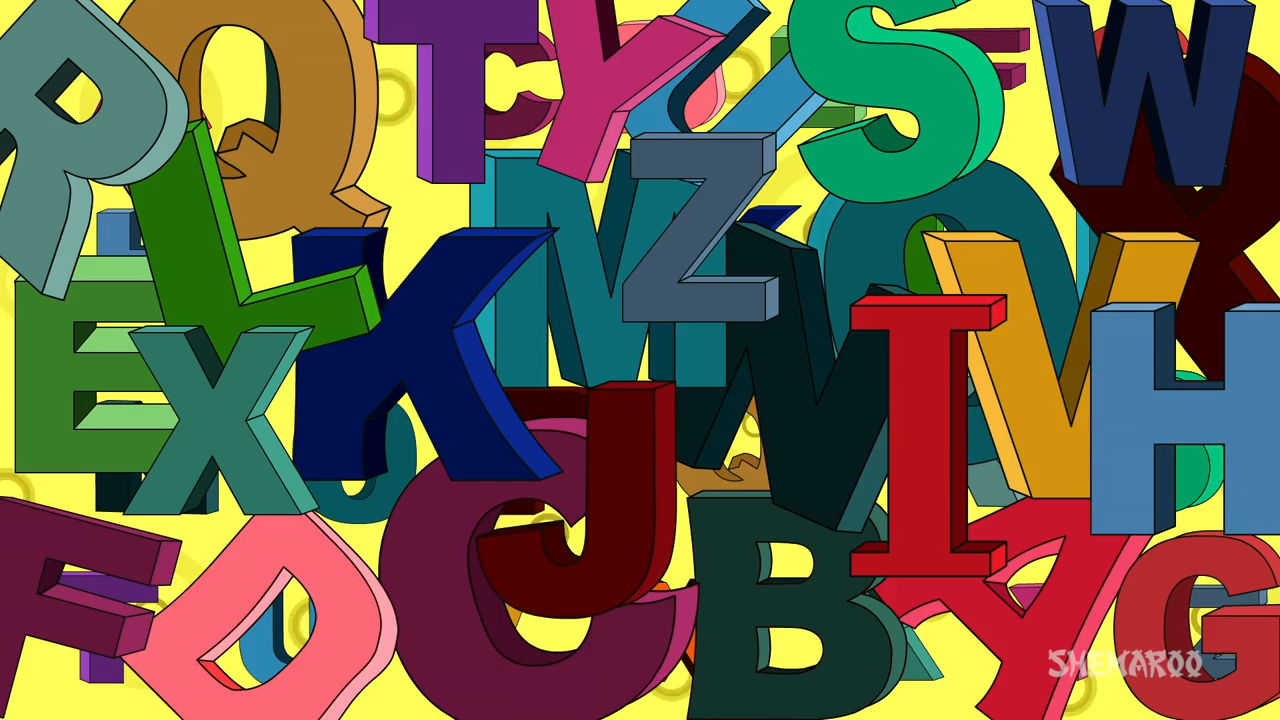 R Q T C Y U S F W
L E K M Z N O V R
X J I H
F D C B A G
SHEMAROO